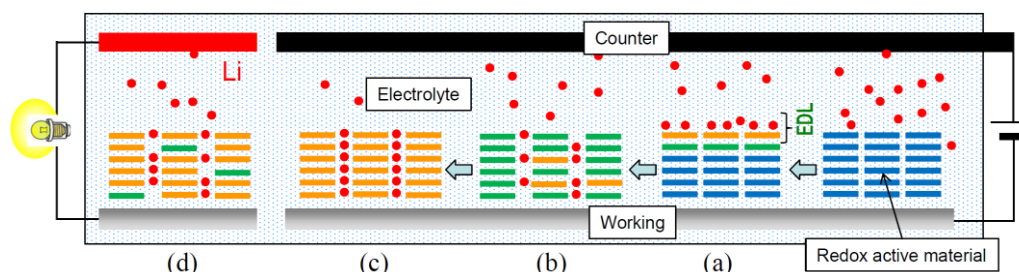 Counter
Li
Electrolyte
EDL
Working
(d)
(c)
(b)
(a)
Redox active material